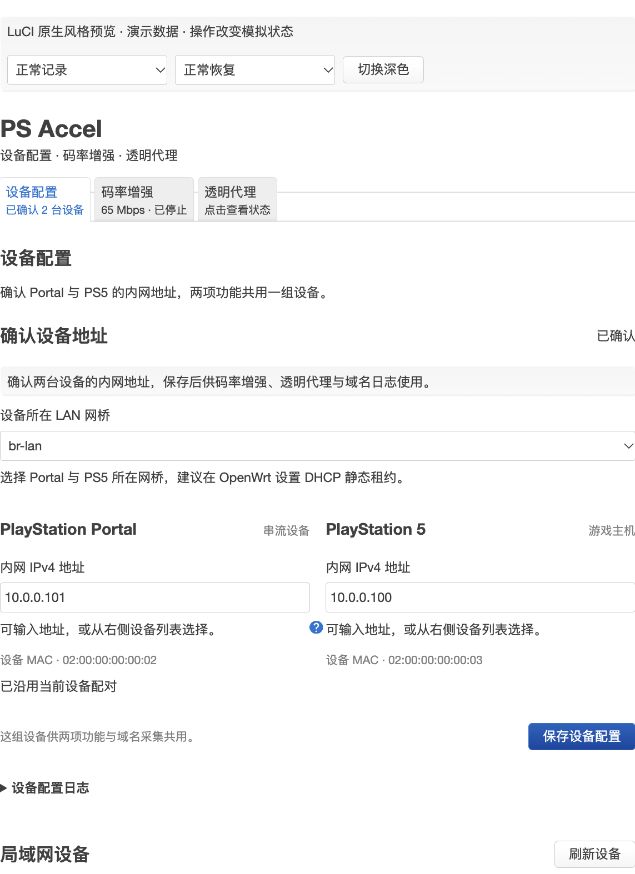 LuCI 原生风格预览 · 演示数据 · 操作改变模拟状态
正常记录 正常恢复 切换深色
PS Accel
设备配置 · 码率增强 · 透明代理
设备配置 码率增强 透明代理
已确认 2 台设备 65 Mbps · 已停止 点击查看状态
设备配置
确认 Portal 与 PS5 的内网地址，两项功能共用一组设备。
确认设备地址 已确认
确认两台设备的内网地址，保存后供码率增强、透明代理与域名日志使用。
设备所在 LAN 网桥
br-lan
选择 Portal 与 PS5 所在网桥，建议在 OpenWrt 设置 DHCP 静态租约。
PlayStation Portal 串流设备 PlayStation 5 游戏主机
内网 IPv4 地址 内网 IPv4 地址
10.0.0.101 10.0.0.100
可输入地址，或从右侧设备列表选择。 ? 可输入地址，或从右侧设备列表选择。
设备 MAC · 02:00:00:00:00:02 设备 MAC · 02:00:00:00:00:03
已沿用当前设备配对
这组设备供两项功能与域名采集共用。 保存设备配置
设备配置日志
局域网设备 刷新设备